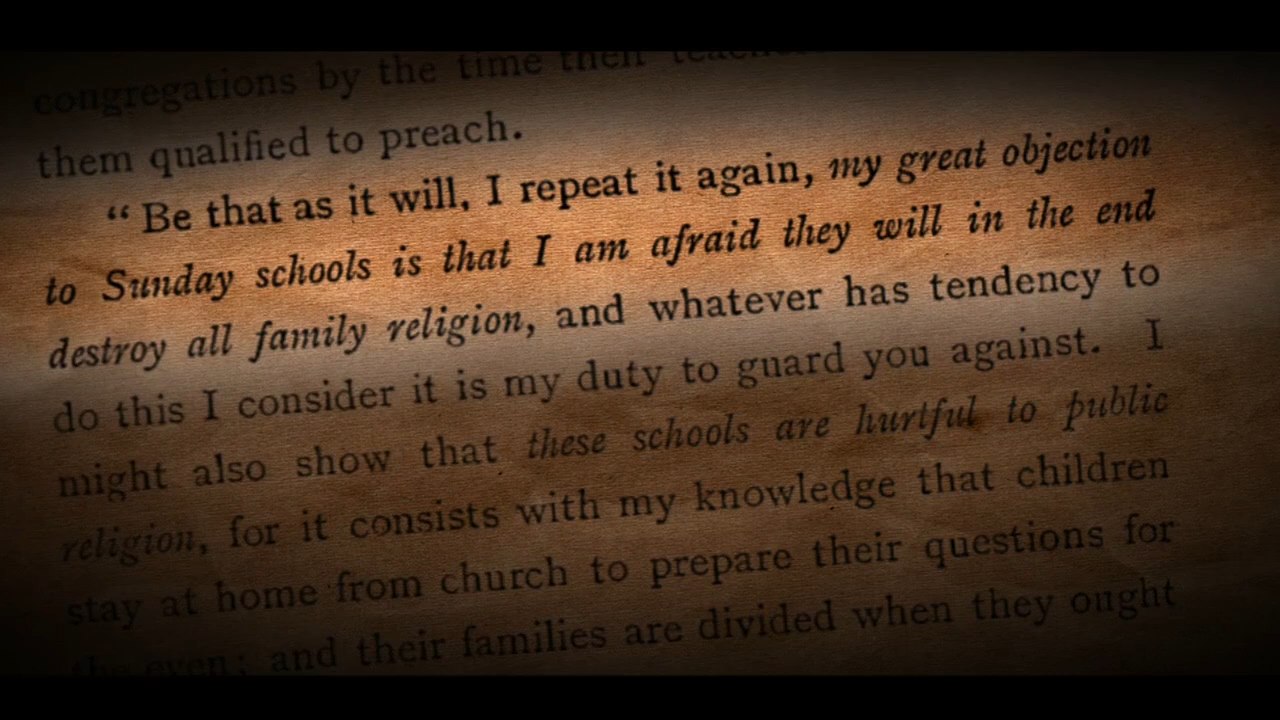 congregations by the time their
them qualified to preach.
“ Be that as it will, I repeat it again, my great objection
to Sunday schools is that I am afraid they will in the end
destroy all family religion, and whatever has tendency to
do this I consider it is my duty to guard you against. I
might also show that these schools are hurtful to public
religion, for it consists with my knowledge that children
stay at home from church to prepare their questions for
the even; and their families are divided when they ought